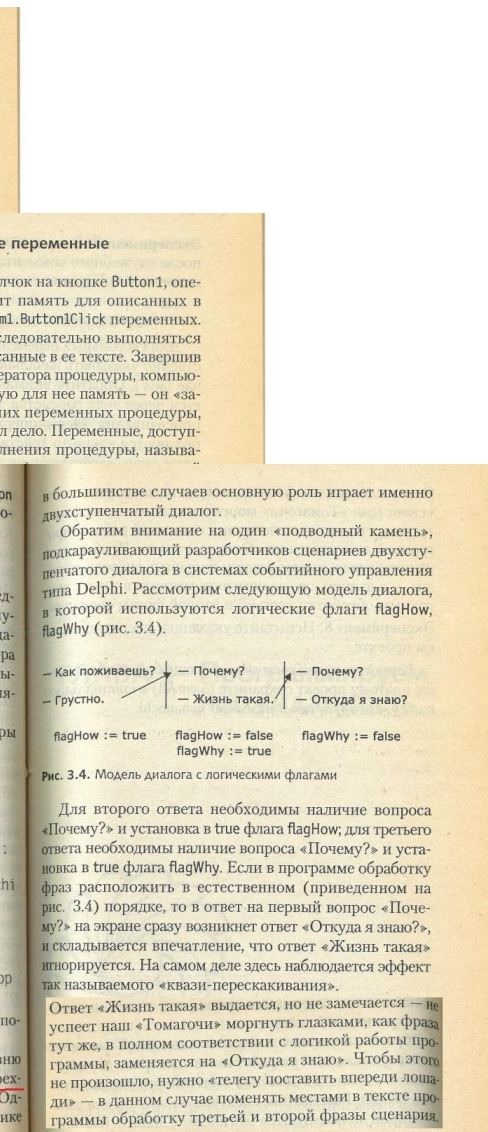 е переменные
лчок на кнопке Button1, опе-
ит память для описанных в
m1.Button1Click переменных.
следовательно выполняться
санные в ее тексте. Завершив
ератора процедуры, компью-
ую для нее память — он «за-
них переменных процедуры,
л дело. Переменные, доступ-
лнения процедуры, называ-
в большинстве случаев основную роль играет именно
двухступенчатый диалог.
Обратим внимание на один «подводный камень»,
подкарауливающий разработчиков сценариев двухсту-
пенчатого диалога в системах событийного управления
типа Delphi. Рассмотрим следующую модель диалога,
в которой используются логические флаги flagHow,
flagWhy (рис. 3.4).
— Как поживаешь? — Почему? — Почему?
— Грустно. — Жизнь такая. — Откуда я знаю?
flagHow := true flagHow := false flagWhy := false
flagWhy := true
Рис. 3.4. Модель диалога с логическими флагами
Для второго ответа необходимы наличие вопроса
«Почему?» и установка в true флага flagHow; для третьего
ответа необходимы наличие вопроса «Почему?» и уста-
новка в true флага flagWhy. Если в программе обработку
фраз расположить в естественном (приведенном на
рис. 3.4) порядке, то в ответ на первый вопрос «Поче-
му?» на экране сразу возникнет ответ «Откуда я знаю?»,
и складывается впечатление, что ответ «Жизнь такая»
игнорируется. На самом деле здесь наблюдается эффект
так называемого «квази-перескакивания».
Ответ «Жизнь такая» выдается, но не замечается — не
успеет наш «Томагочи» моргнуть глазками, как фраза
тут же, в полном соответствии с логикой работы про-
граммы, заменяется на «Откуда я знаю». Чтобы этого
не произошло, нужно «телегу поставить впереди лоша-
ди» — в данном случае поменять местами в тексте про-
граммы обработку третьей и второй фразы сценария.